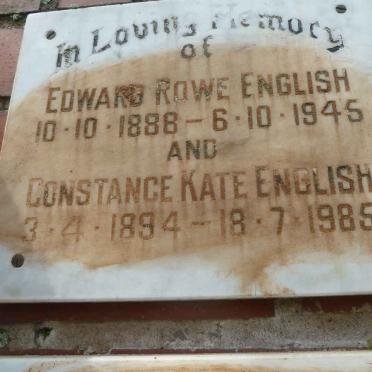 In Loving Memory
of
EDWARD ROWE ENGLISH
10·10·1888 – 6·10·1945
AND
CONSTANCE KATE ENGLISH
3·4·1894 – 18·7·1985